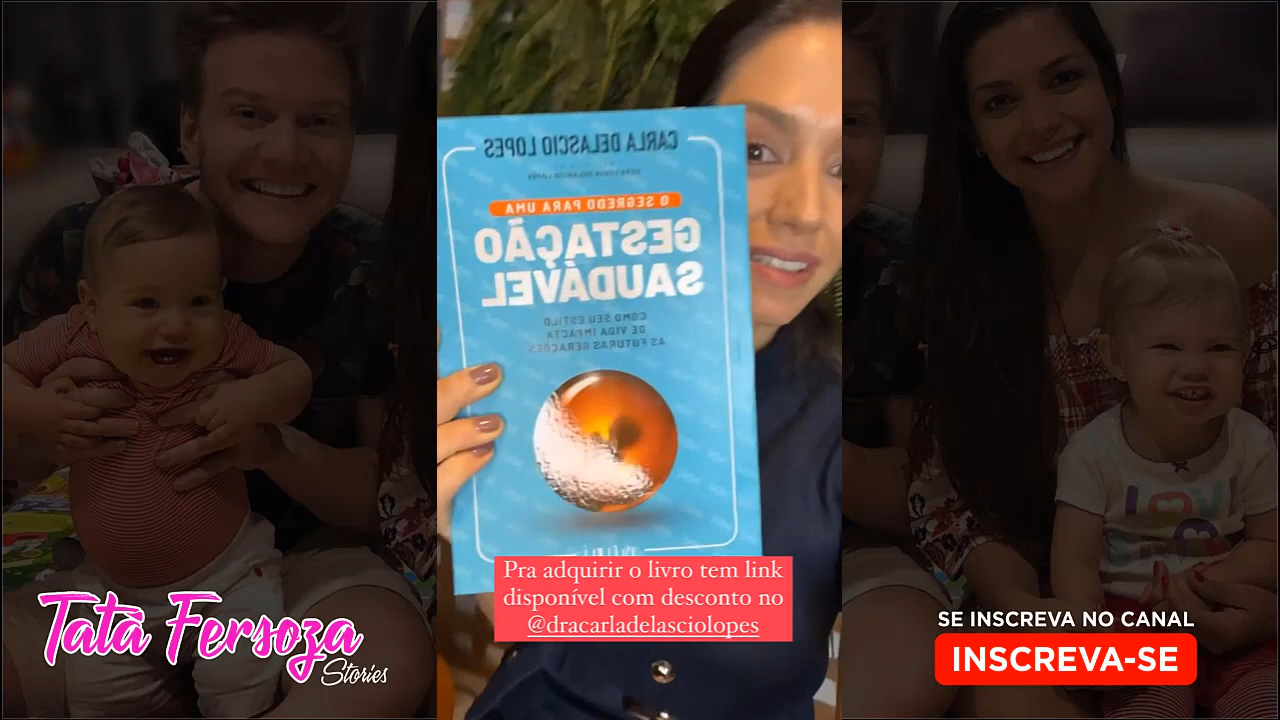 CARLA DELASCIO LOPES
O SEGREDO PARA UMA
GESTAÇÃO
SAUDÁVEL
COMO SEU ESTILO
DE VIDA IMPACTA
AS FUTURAS GERAÇÕES
Pra adquirir o livro tem link
disponível com desconto no
@dracarladelasciolopes
Tatà Fersoza
Stories
SE INSCREVA NO CANAL
INSCREVA-SE